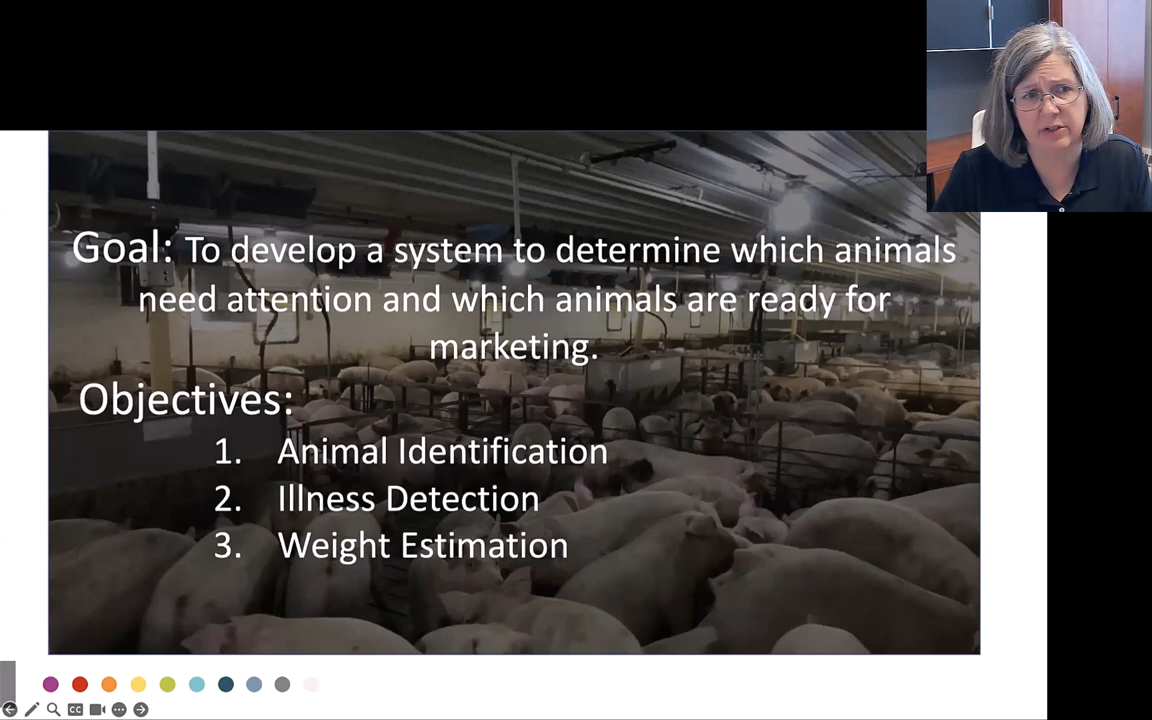 Goal: To develop a system to determine which animals
need attention and which animals are ready for
marketing.
Objectives:
1. Animal Identification
2. Illness Detection
3. Weight Estimation
CC